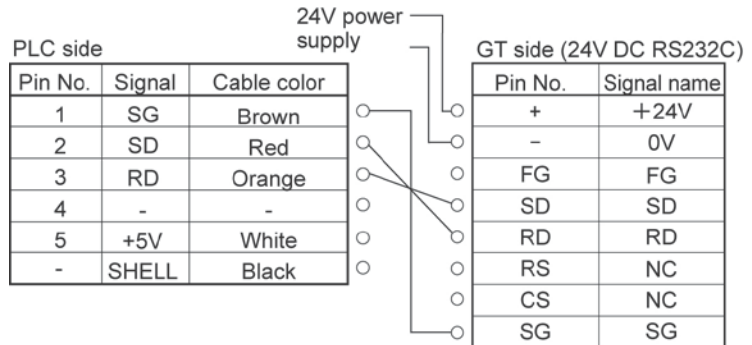 24V power
supply
PLC side
GT side (24V DC RS232C)
Pin No. Signal Cable color
1 SG Brown
2 SD Red
3 RD Orange
4 - -
5 +5V White
- SHELL Black
Pin No. Signal name
+ +24V
- 0V
FG FG
SD SD
RD RD
RS NC
CS NC
SG SG